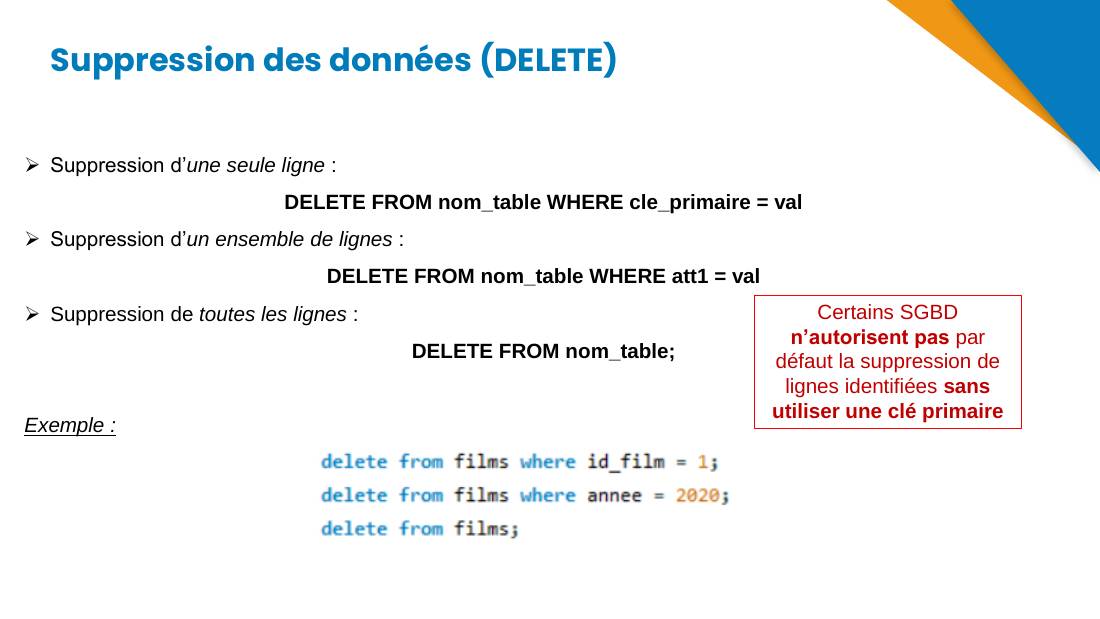 Suppression des données (DELETE)
➢ Suppression d’une seule ligne :
DELETE FROM nom_table WHERE cle_primaire = val
➢ Suppression d’un ensemble de lignes :
DELETE FROM nom_table WHERE att1 = val
➢ Suppression de toutes les lignes :
DELETE FROM nom_table;
Certains SGBD
n’autorisent pas par
défaut la suppression de
lignes identifiées sans
utiliser une clé primaire
Exemple :
delete from films where id_film = 1;
delete from films where annee = 2020;
delete from films;